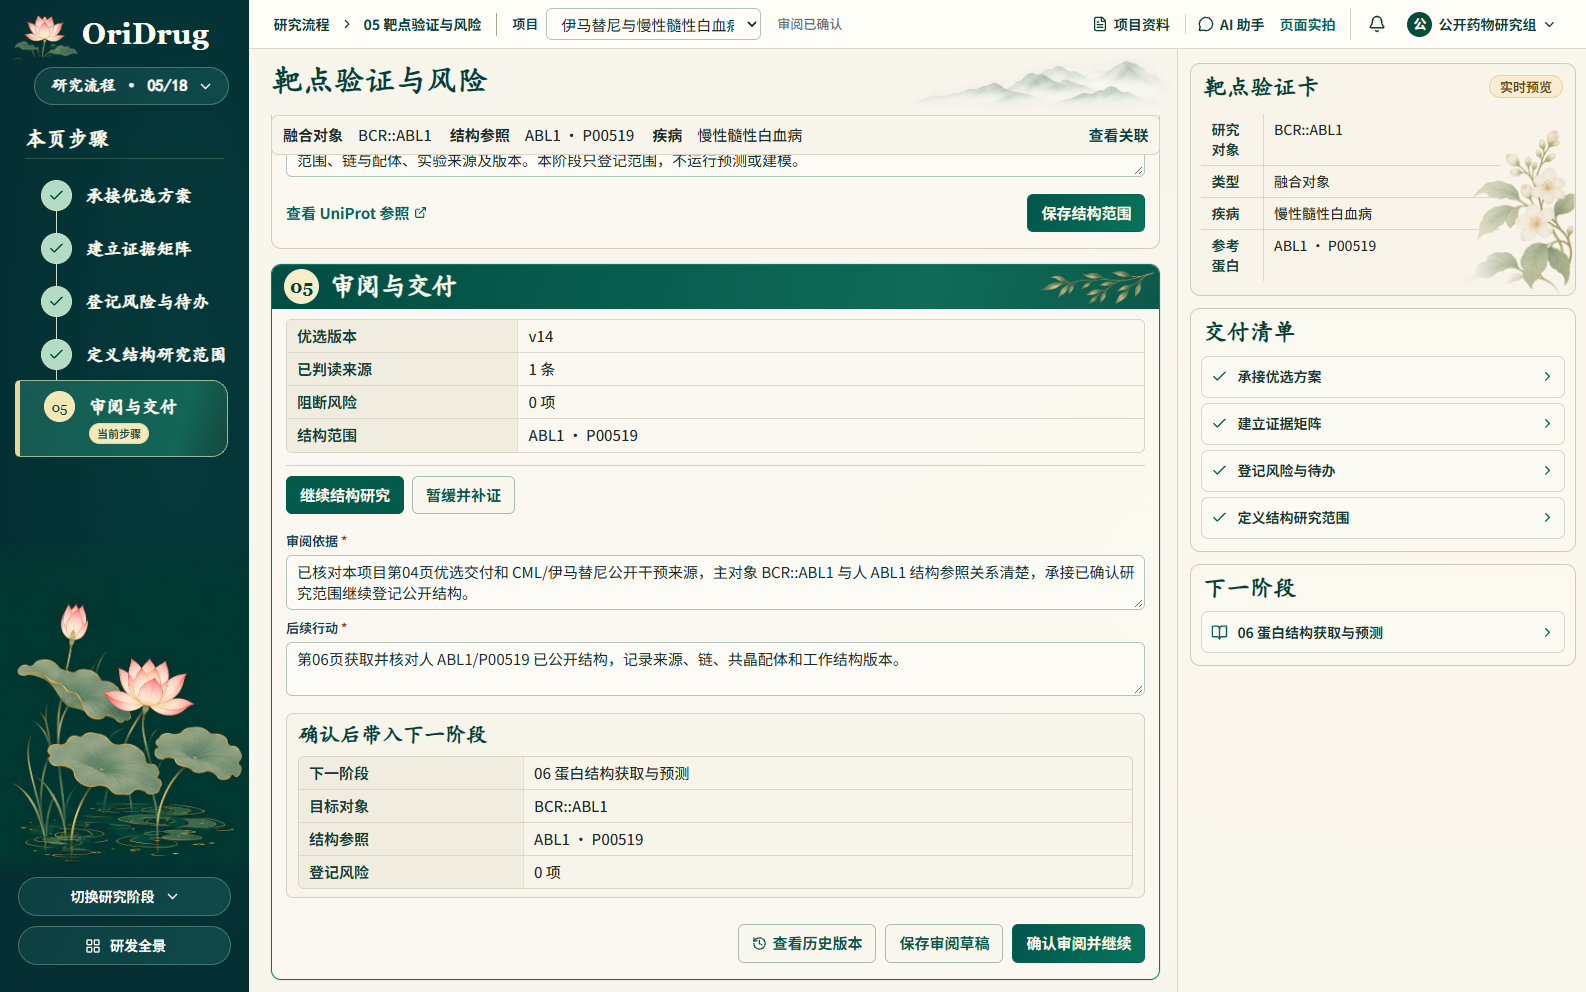 OriDrug
研究流程 • 05/18
本页步骤
承接优选方案
建立证据矩阵
登记风险与待办
定义结构研究范围
05 审阅与交付
当前步骤
切换研究阶段
研发全景
研究流程 > 05 靶点验证与风险
项目 伊马替尼与慢性髓性白血病
审阅已确认
项目资料
AI 助手
页面实拍
公 公开药物研究组
靶点验证与风险
融合对象 BCR::ABL1 结构参照 ABL1 · P00519 疾病 慢性髓性白血病
查看关联
范围、链与配体、实验来源及版本。本阶段只登记范围，不运行预测或建模。
查看 UniProt 参照
保存结构范围
05 审阅与交付
优选版本 v14
已判读来源 1 条
阻断风险 0 项
结构范围 ABL1 · P00519
继续结构研究
暂缓并补证
审阅依据 *
已核对本项目第04页优选交付和 CML/伊马替尼公开干预来源，主对象 BCR::ABL1 与人 ABL1 结构参照关系清楚，承接已确认研
究范围继续登记公开结构。
后续行动 *
第06页获取并核对人 ABL1/P00519 已公开结构，记录来源、链、共晶配体和工作结构版本。
确认后带入下一阶段
下一阶段 06 蛋白结构获取与预测
目标对象 BCR::ABL1
结构参照 ABL1 · P00519
登记风险 0 项
查看历史版本
保存审阅草稿
确认审阅并继续
靶点验证卡
实时预览
研究
对象
BCR::ABL1
类型 融合对象
疾病 慢性髓性白血病
参考
蛋白
ABL1 · P00519
交付清单
承接优选方案
建立证据矩阵
登记风险与待办
定义结构研究范围
下一阶段
06 蛋白结构获取与预测